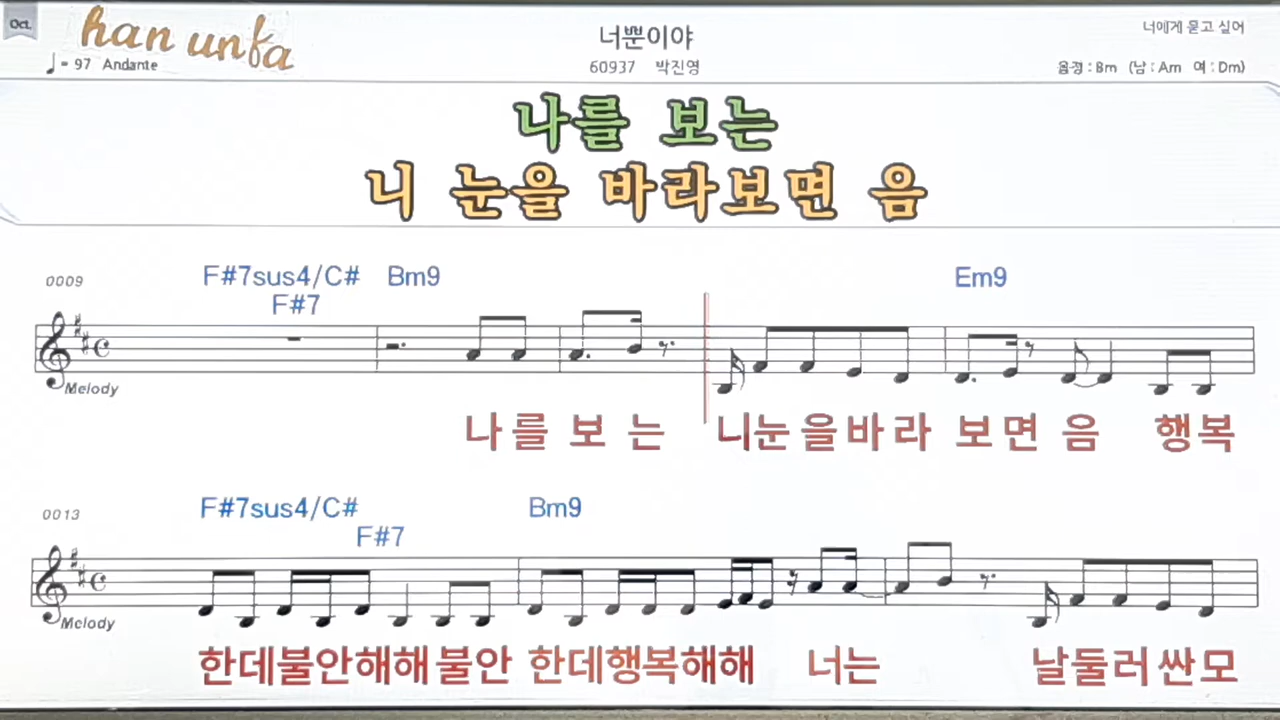 Oct.
han unfa
♩= 97 Andante
너뿐이야
60937 박진영
너에게 묻고 싶어
음정 : Bm (남 : Am 여 : Dm)
나를 보는
니 눈을 바라보면 음
0009
F#7sus4/C# Bm9 Em9
F#7
Melody
나 를 보 는 니눈 을 바 라 보 면 음 행 복
0013
F#7sus4/C# Bm9
F#7
Melody
한데불안해해 불안 한데행복해해 너는 날둘러 싼 모